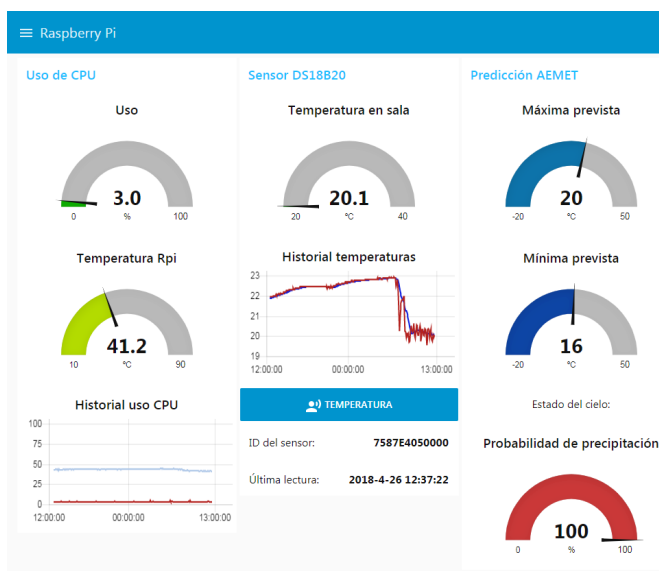 Raspberry Pi
Uso de CPU
Uso
3.0
0 % 100
Temperatura Rpi
41.2
10 °C 90
Historial uso CPU
100
75
50
25
0
12:00:00 00:00:00 13:00:00
Sensor DS18B20
Temperatura en sala
20.1
20 °C 40
Historial temperaturas
23
22
21
20
19
12:00:00 00:00:00 13:00:00
TEMPERATURA
ID del sensor: 7587E4050000
Última lectura: 2018-4-26 12:37:22
Predicción AEMET
Máxima prevista
20
-20 °C 50
Mínima prevista
16
-20 °C 50
Estado del cielo:
Probabilidad de precipitación
100
0 % 100